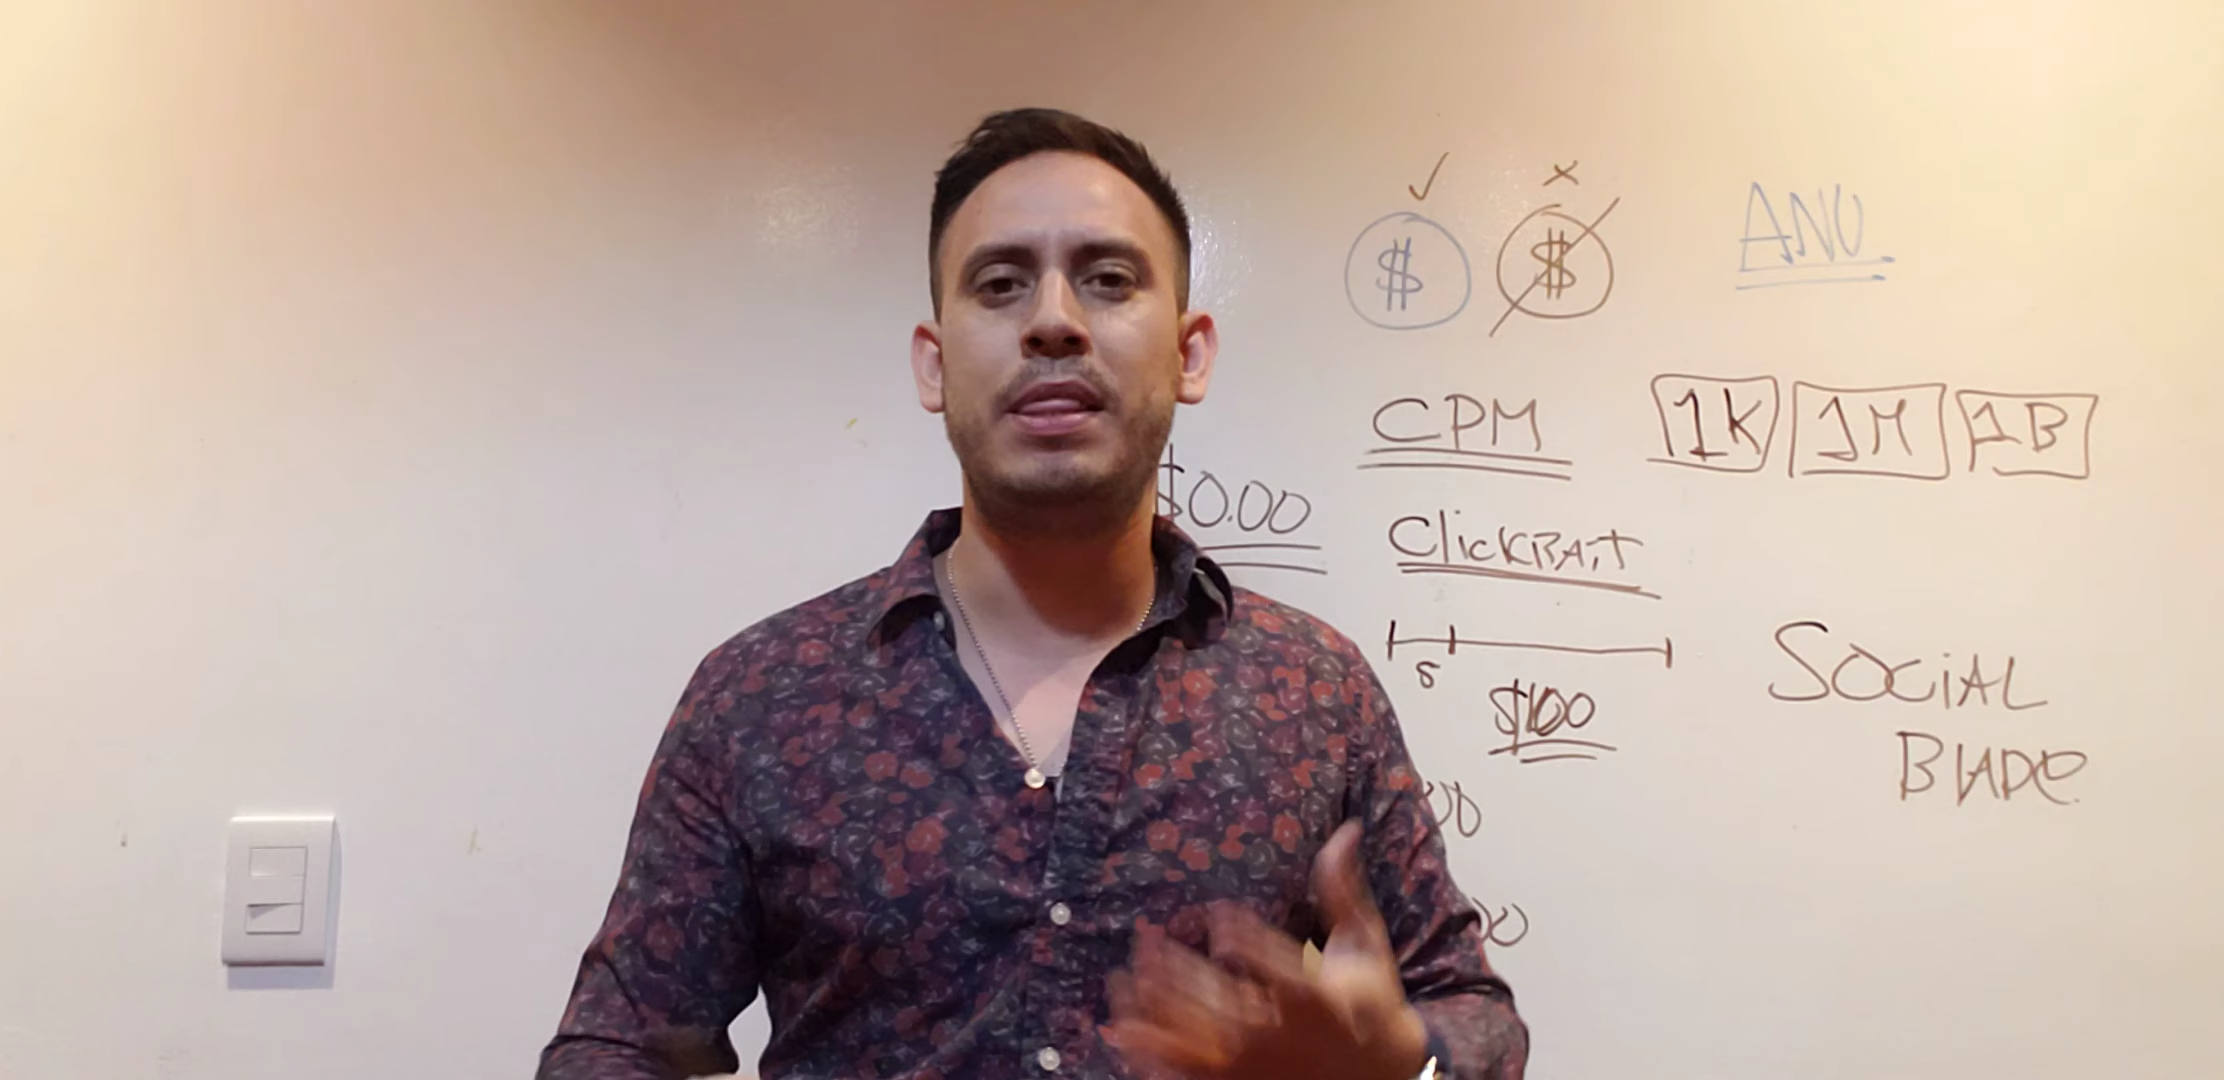 ✓ x
$ $ ANU
CPM 1K 1M 1B
$0.00
ClickBAiT
$100
SOCiAL
BlADe